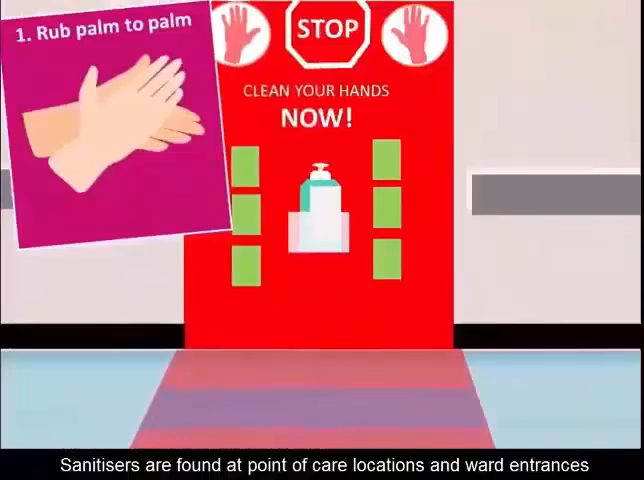 1. Rub palm to palm
STOP
CLEAN YOUR HANDS
NOW!
Sanitisers are found at point of care locations and ward entrances